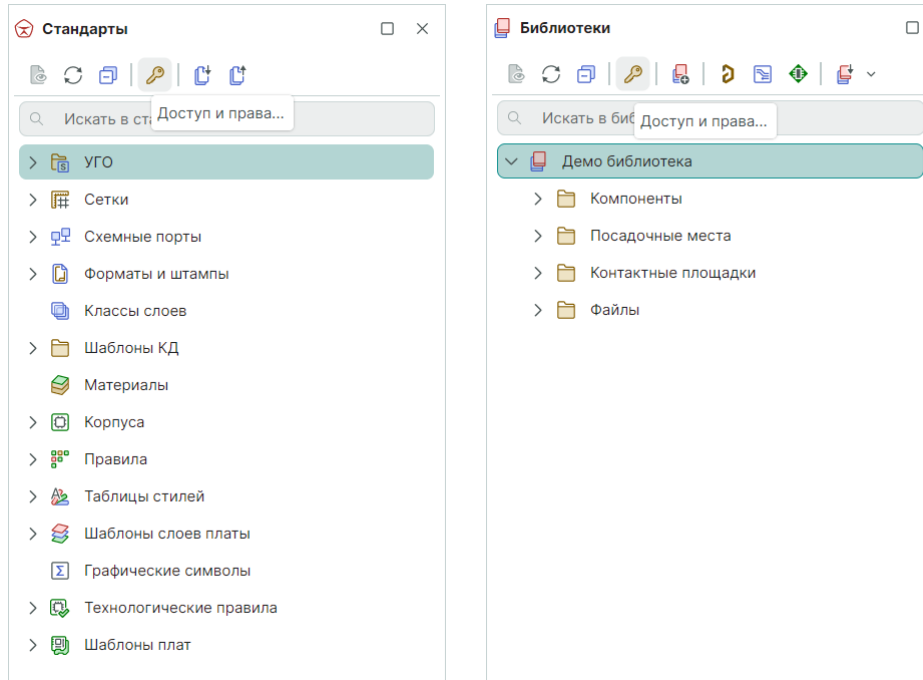 Стандарты
Доступ и права...
Искать в ст
УГО
Сетки
Схемные порты
Форматы и штампы
Классы слоев
Шаблоны КД
Материалы
Корпуса
Правила
Таблицы стилей
Шаблоны слоев платы
Графические символы
Технологические правила
Шаблоны плат
Библиотеки
Искать в биб
Доступ и права...
Демо библиотека
Компоненты
Посадочные места
Контактные площадки
Файлы